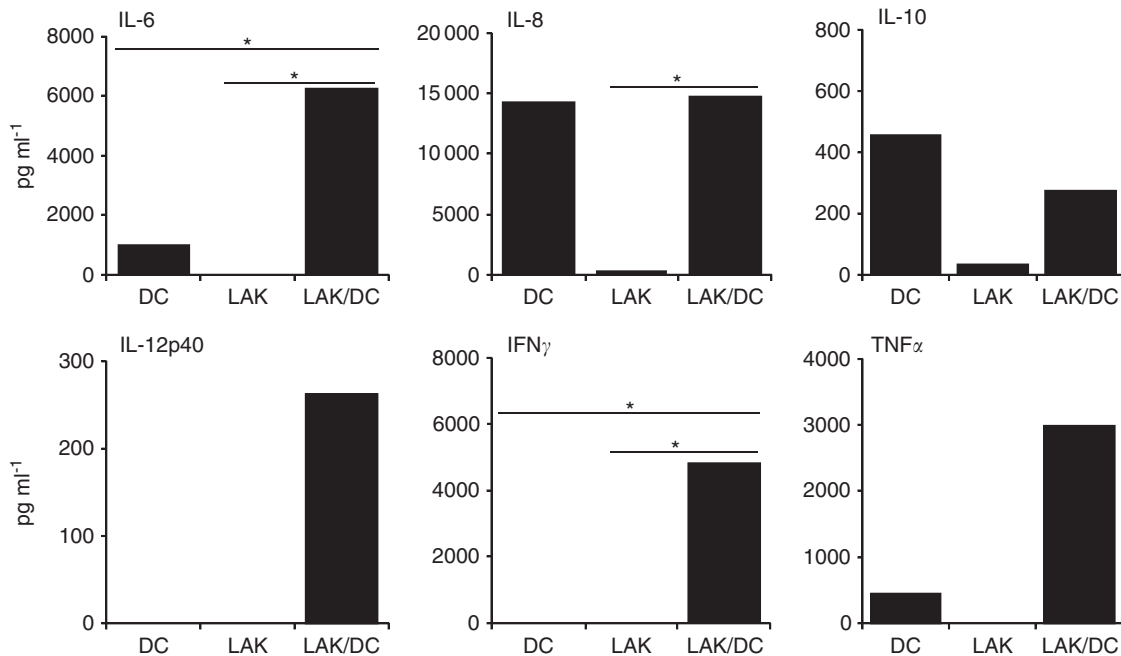 IL-6
pg ml-1
8000
6000
4000
2000
0
*
*
DC LAK LAK/DC
IL-8
20 000
15 000
10 000
5000
0
*
DC LAK LAK/DC
IL-10
800
600
400
200
0
DC LAK LAK/DC
IL-12p40
pg ml-1
300
200
100
0
DC LAK LAK/DC
IFNγ
8000
6000
4000
2000
0
*
*
DC LAK LAK/DC
TNFα
4000
3000
2000
1000
0
DC LAK LAK/DC